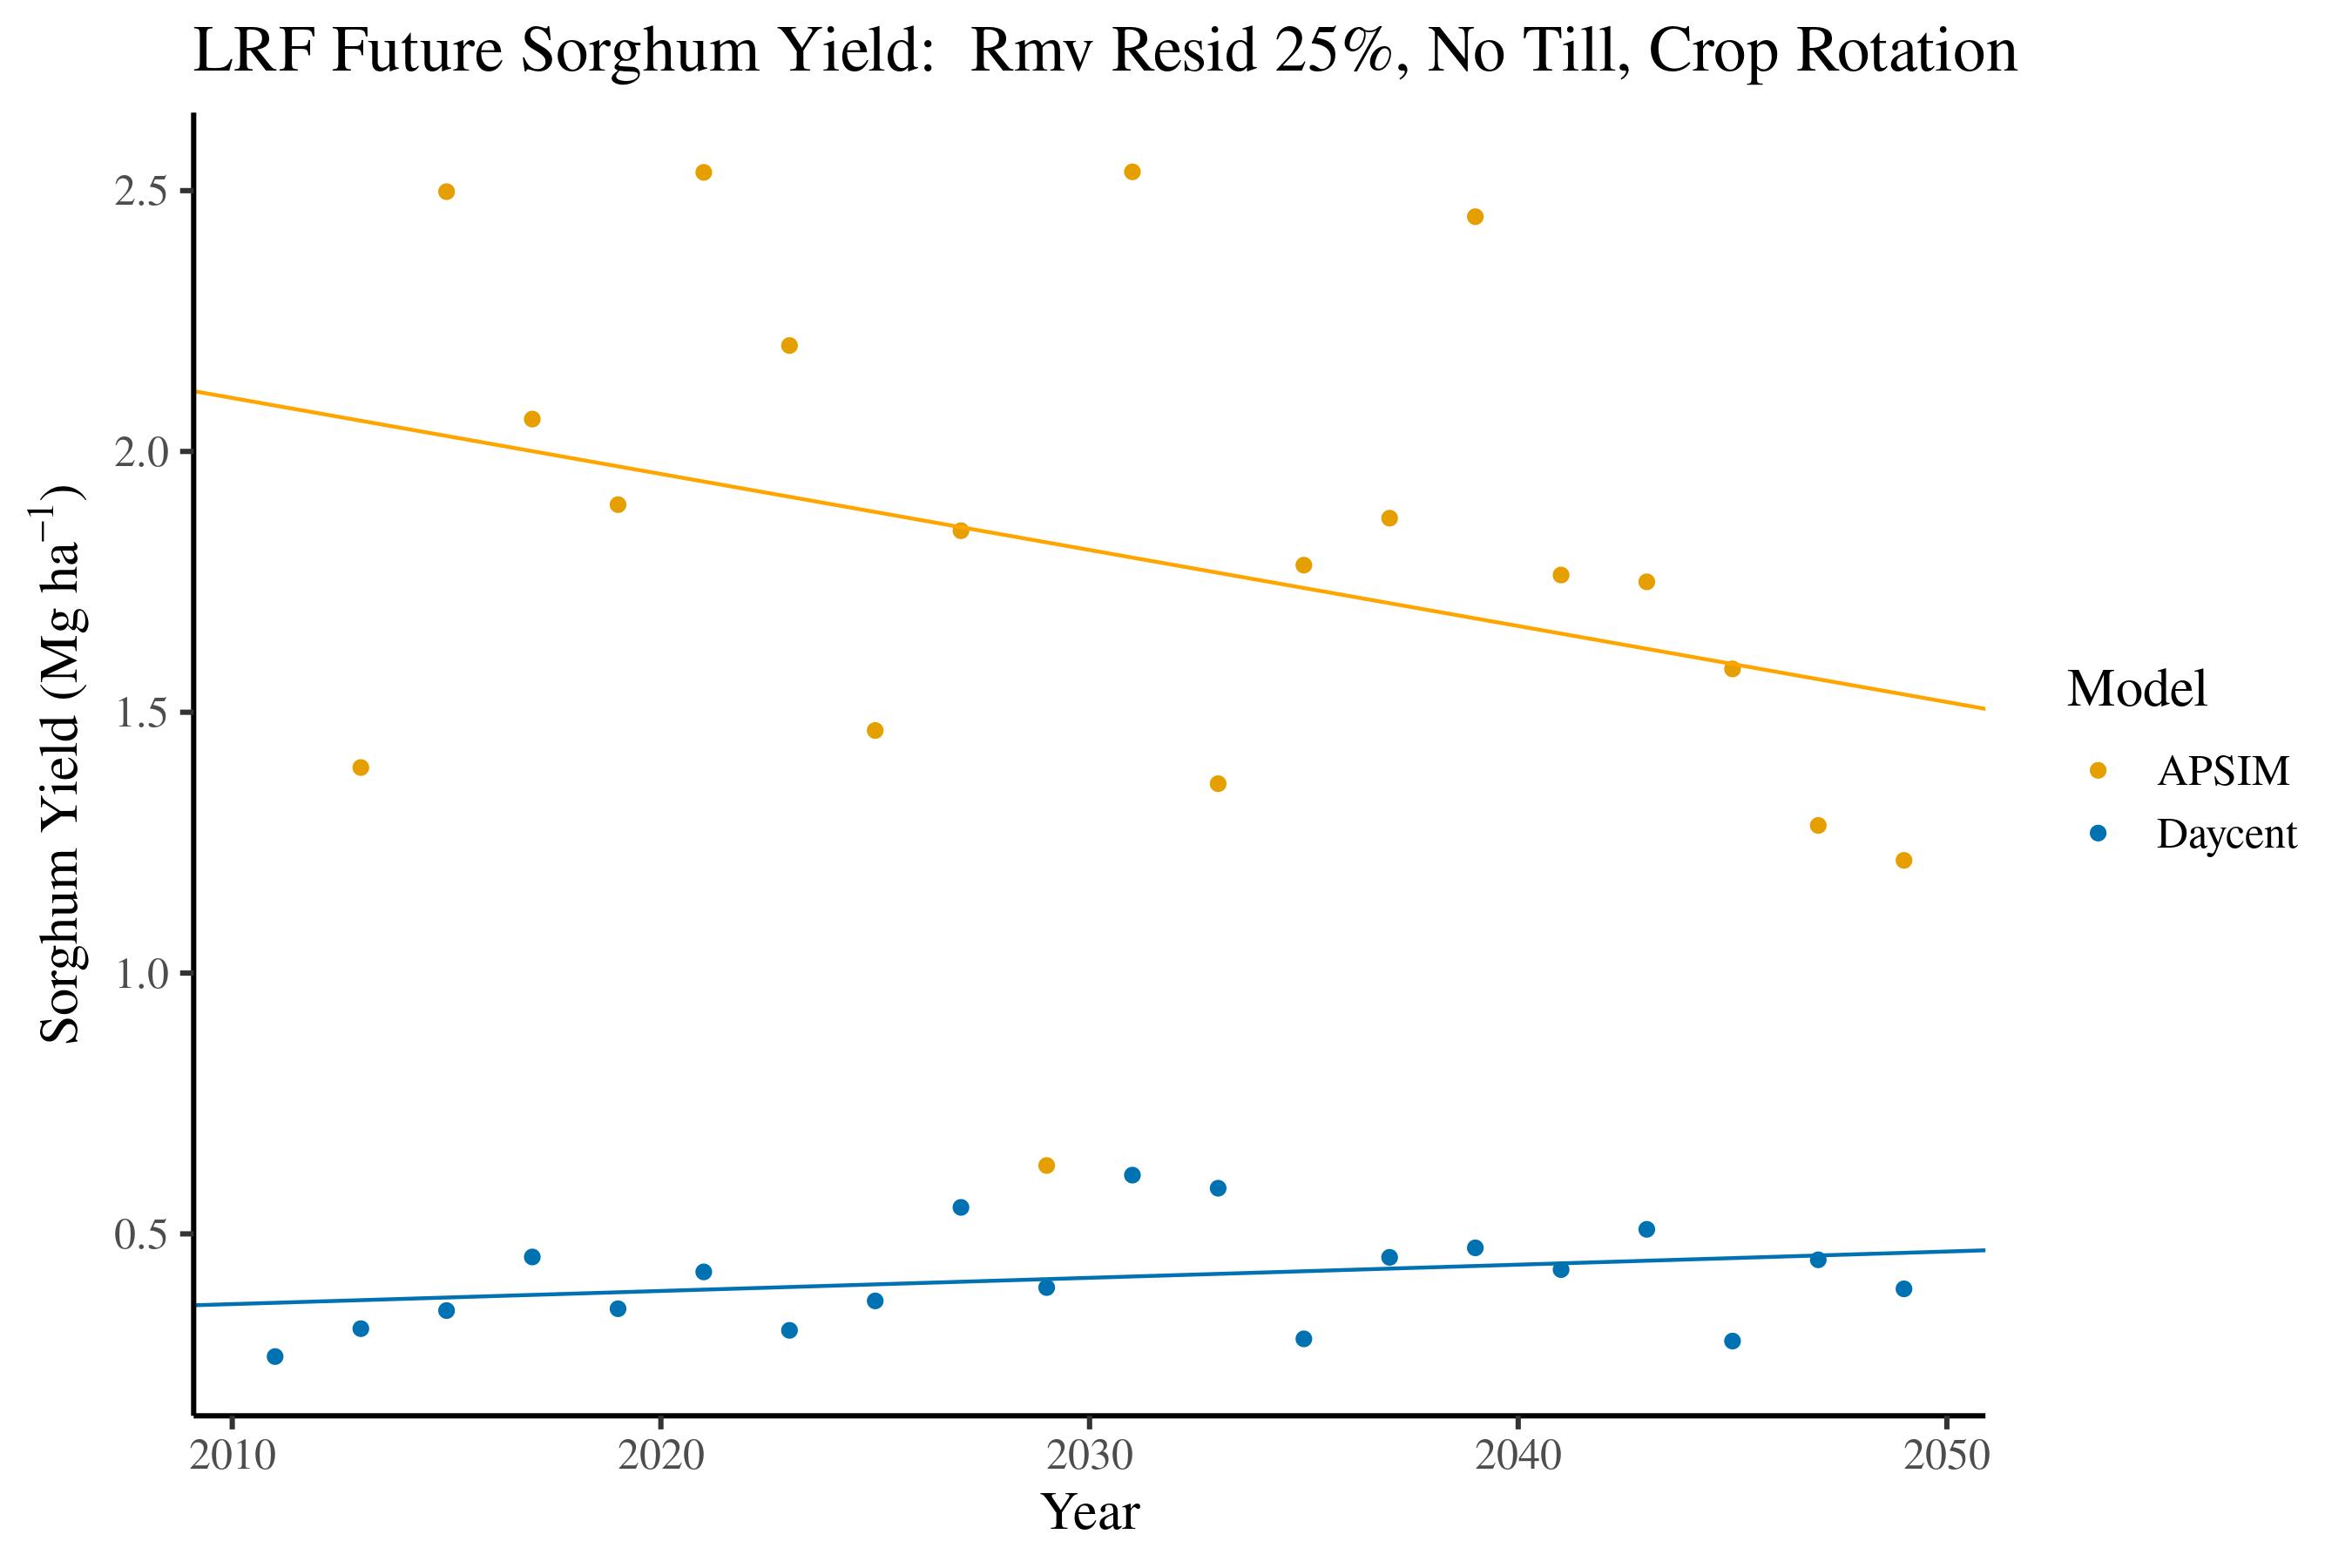 LRF Future Sorghum Yield:  Rmv Resid 25%, No Till, Crop Rotation
Sorghum Yield (Mg ha⁻¹)
2.5
2.0
1.5
1.0
0.5
2010
2020
2030
2040
2050
Year
Model
APSIM
Daycent